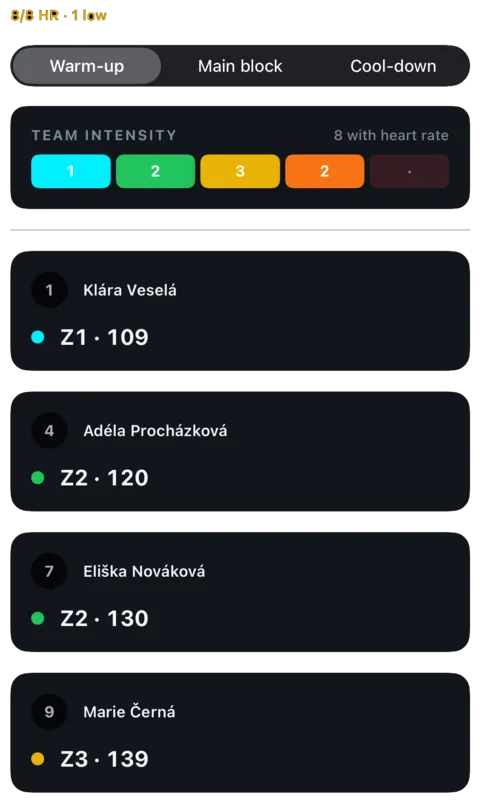 8/8 HR · 1 low
Warm-up Main block Cool-down
TEAM INTENSITY 8 with heart rate
1 2 3 2 ·
1 Klára Veselá
Z1 · 109
4 Adéla Procházková
Z2 · 120
7 Eliška Nováková
Z2 · 130
9 Marie Černá
Z3 · 139